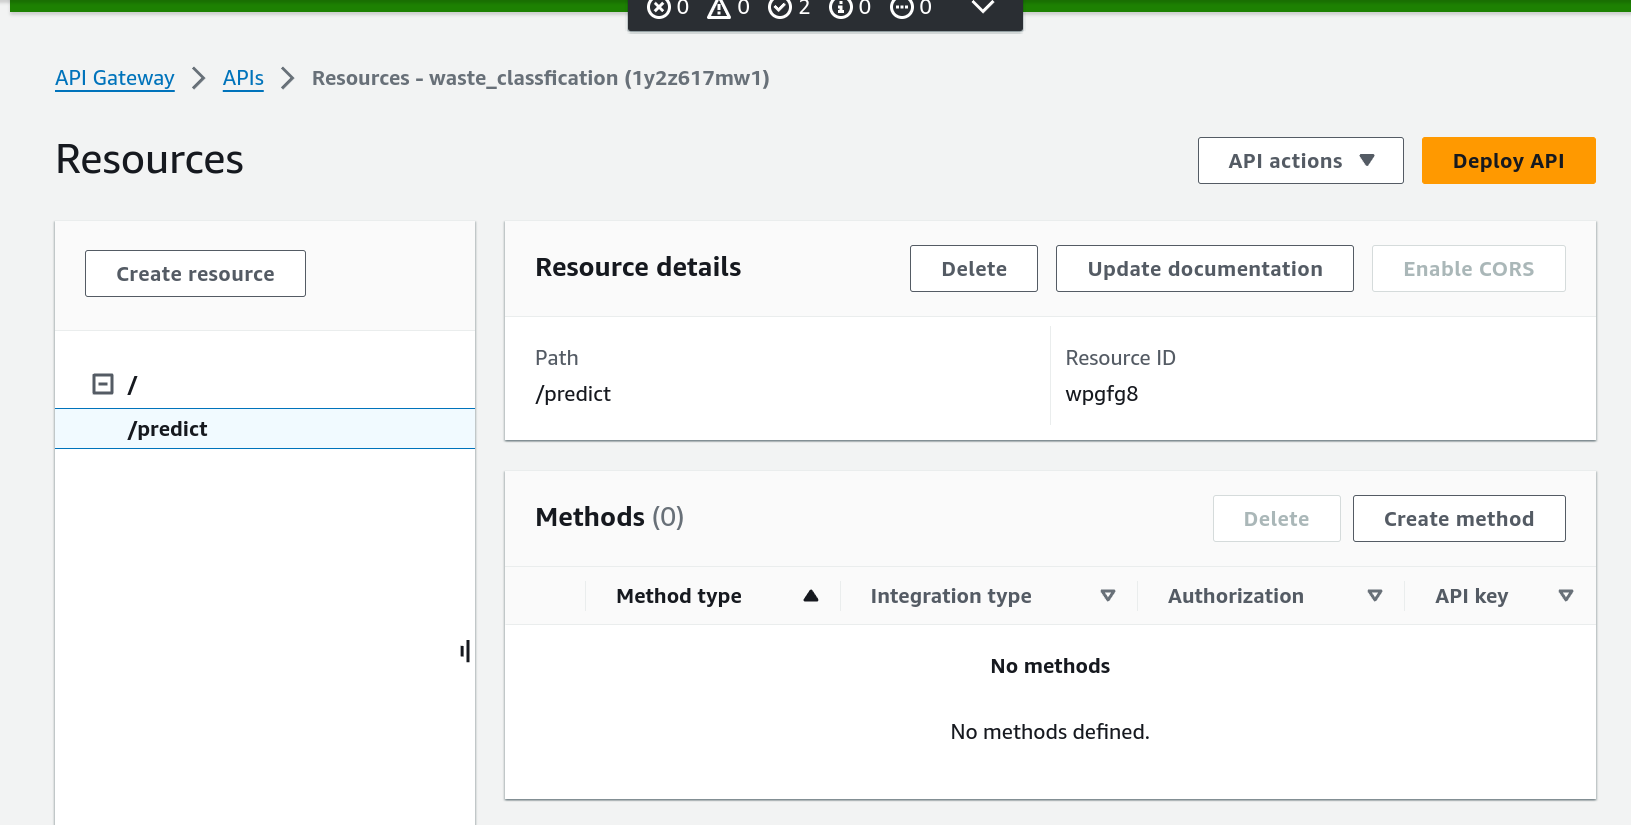 0 0 2 0 0
API Gateway APIs Resources - waste_classfication (1y2z617mw1)
Resources
API actions Deploy API
Create resource
/
/predict
Resource details Delete Update documentation Enable CORS
Path Resource ID
/predict wpgfg8
Methods (0) Delete Create method
Method type Integration type Authorization API key
No methods
No methods defined.